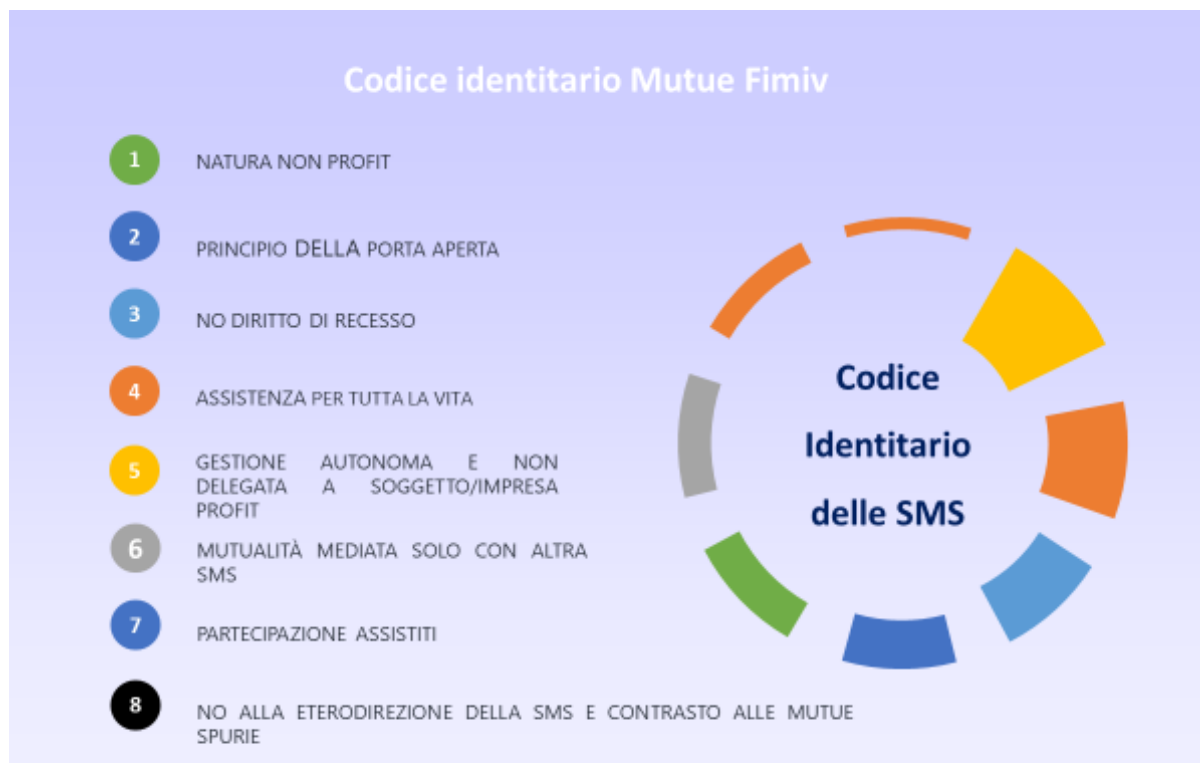 Codice identitario Mutue Fimiv
1
NATURA NON PROFIT
2
PRINCIPIO DELLA PORTA APERTA
3
NO DIRITTO DI RECESSO
4
ASSISTENZA PER TUTTA LA VITA
5
GESTIONE AUTONOMA E NON
DELEGATA A SOGGETTO/IMPRESA
PROFIT
6
MUTUALITÀ MEDIATA SOLO CON ALTRA
SMS
7
PARTECIPAZIONE ASSISTITI
8
NO ALLA ETERODIREZIONE DELLA SMS E CONTRASTO ALLE MUTUE
SPURIE
Codice
Identitario
delle SMS